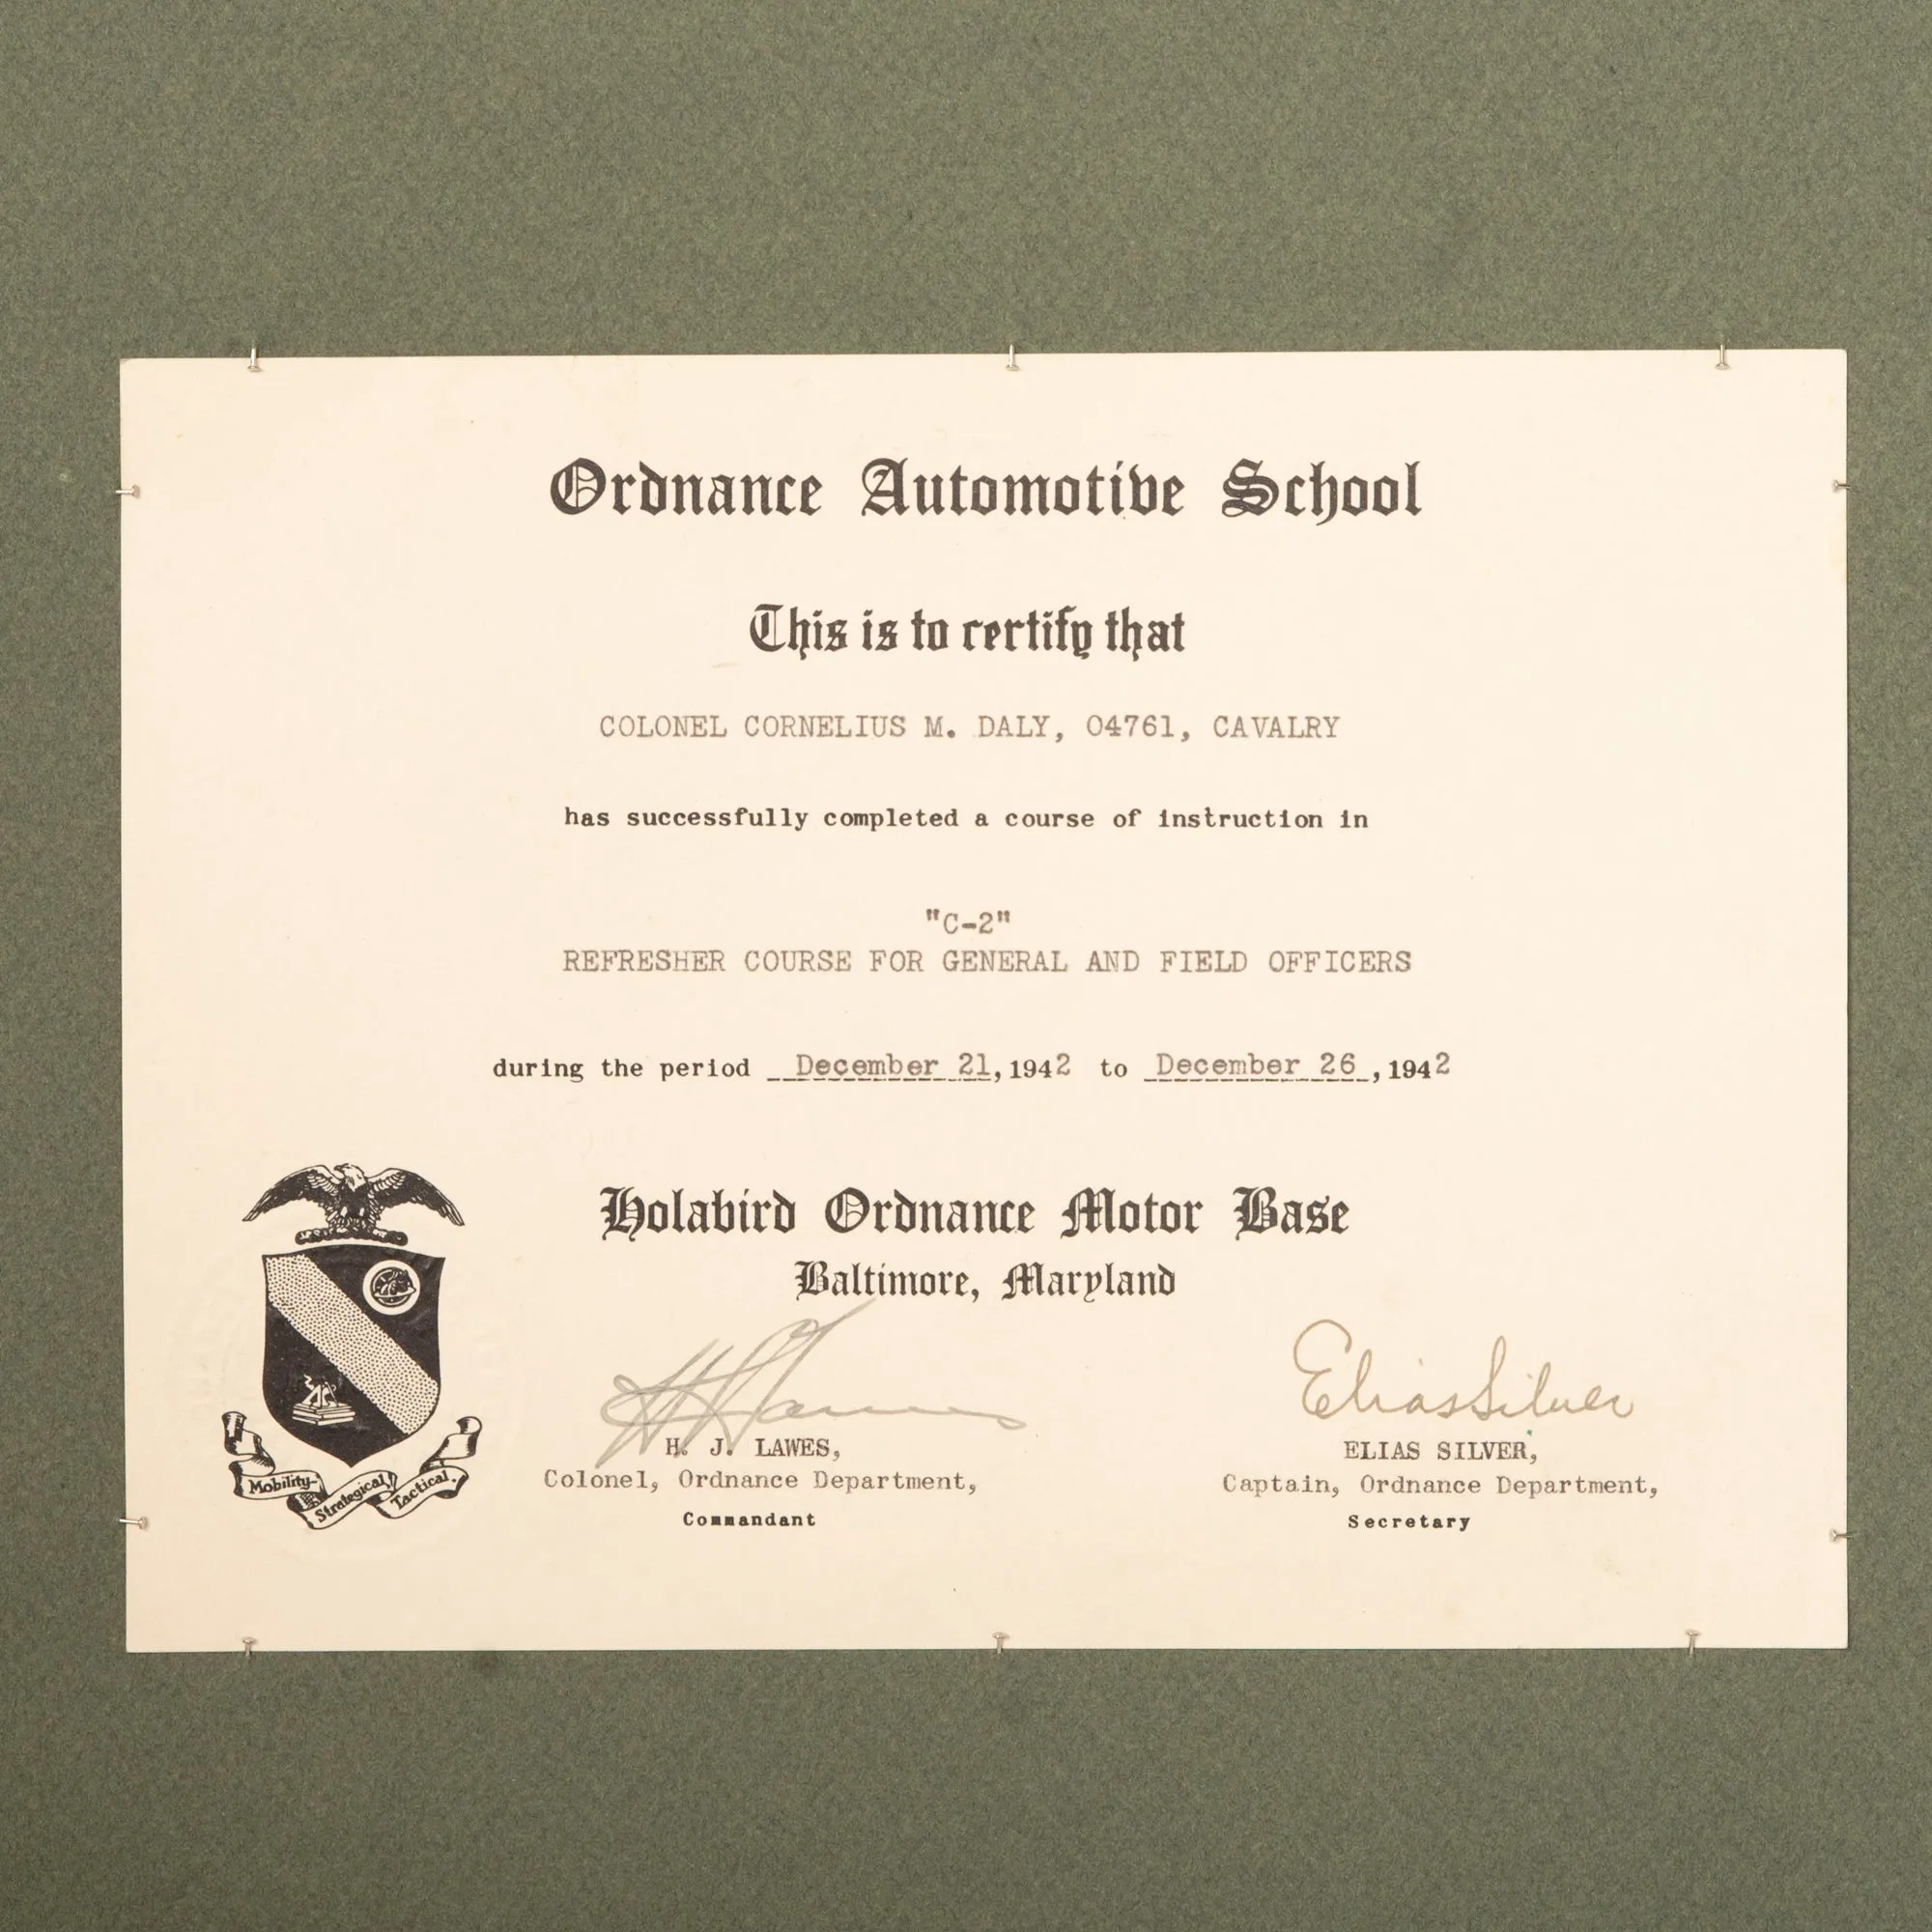 Ordnance Automotive School
This is to certify that
COLONEL CORNELIUS M. DALY, O4761, CAVALRY
has successfully completed a course of instruction in
"C-2"
REFRESHER COURSE FOR GENERAL AND FIELD OFFICERS
during the period December 21, 1942 to December 26, 1942
Holabird Ordnance Motor Base
Baltimore, Maryland
Mobility-
Strategical
Tactical.
H J Lawes
H. J. LAWES,
Colonel, Ordnance Department,
Commandant
Elias Silver
ELIAS SILVER,
Captain, Ordnance Department,
Secretary